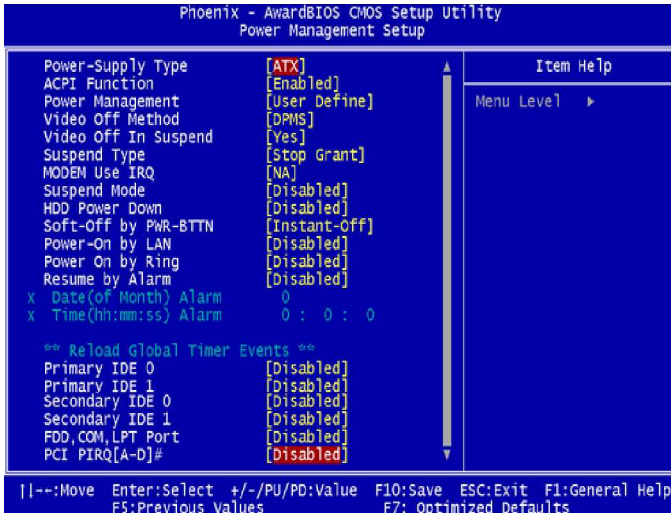 Phoenix - AwardBIOS CMOS Setup Utility
Power Management Setup
Power-Supply Type [ATX]
ACPI Function [Enabled]
Power Management [User Define]
Video Off Method [DPMS]
Video Off In Suspend [Yes]
Suspend Type [Stop Grant]
MODEM Use IRQ [NA]
Suspend Mode [Disabled]
HDD Power Down [Disabled]
Soft-Off by PWR-BTTN [Instant-Off]
Power-On by LAN [Disabled]
Power On by Ring [Disabled]
Resume by Alarm [Disabled]
x Date(of Month) Alarm 0
x Time(hh:mm:ss) Alarm 0 : 0 : 0
** Reload Global Timer Events **
Primary IDE 0 [Disabled]
Primary IDE 1 [Disabled]
Secondary IDE 0 [Disabled]
Secondary IDE 1 [Disabled]
FDD,COM,LPT Port [Disabled]
PCI PIRQ[A-D]# [Disabled]
Item Help
Menu Level ▶
↑↓←→:Move Enter:Select +/-/PU/PD:Value F10:Save ESC:Exit F1:General Help
F5:Previous Values F7: Optimized Defaults